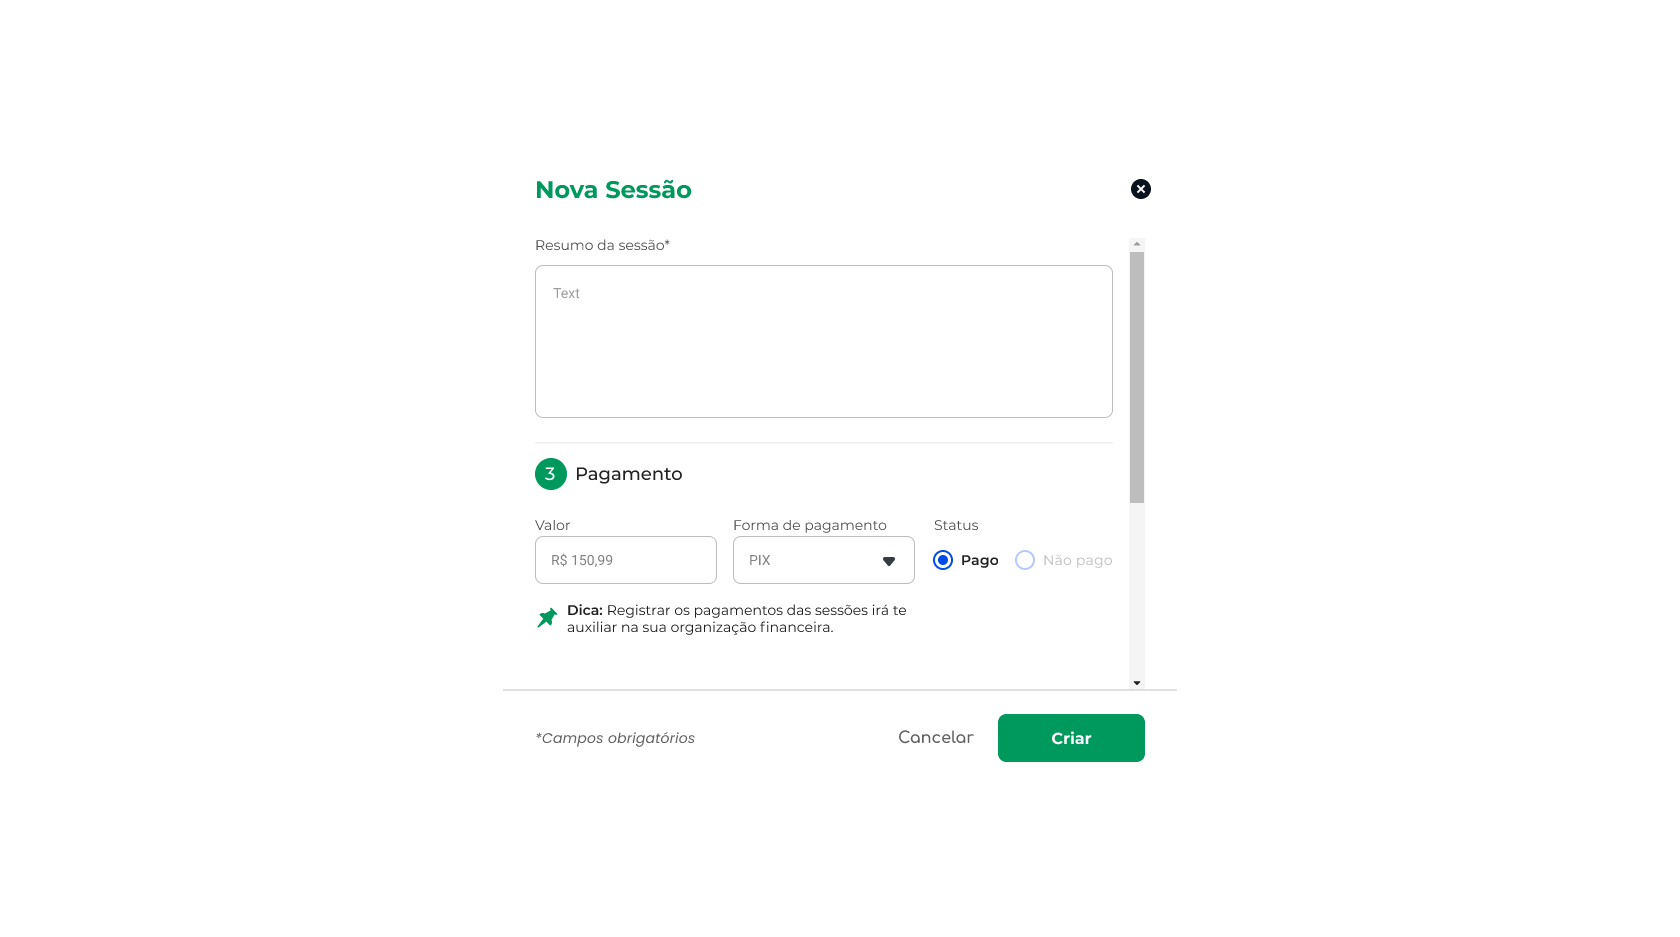 Nova Sessão
Resumo da sessão*
Text
3 Pagamento
Valor Forma de pagamento Status
R$ 150,99 PIX Pago Não pago
Dica: Registrar os pagamentos das sessões irá te
auxiliar na sua organização financeira.
*Campos obrigatórios Cancelar Criar